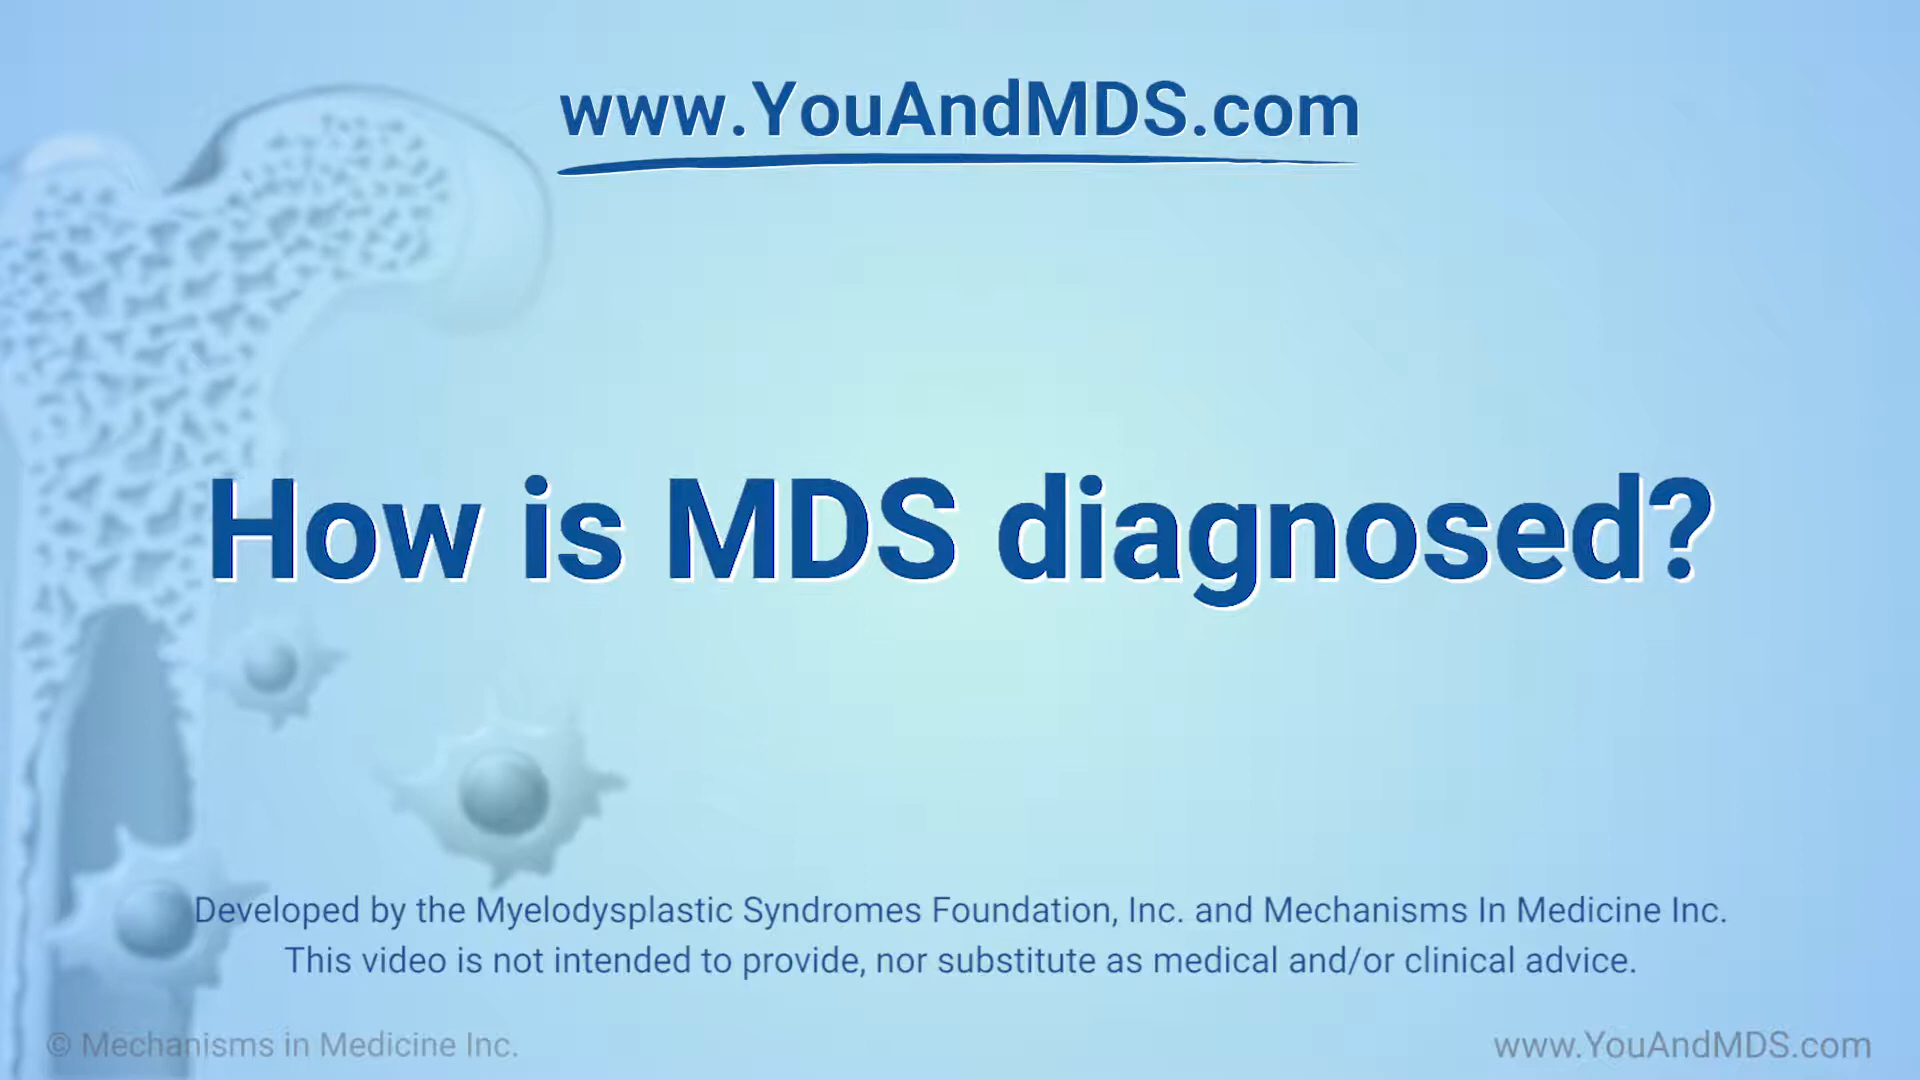 www.YouAndMDS.com
How is MDS diagnosed?
Developed by the Myelodysplastic Syndromes Foundation, Inc. and Mechanisms In Medicine Inc.
This video is not intended to provide, nor substitute as medical and/or clinical advice.
© Mechanisms in Medicine Inc.
www.YouAndMDS.com